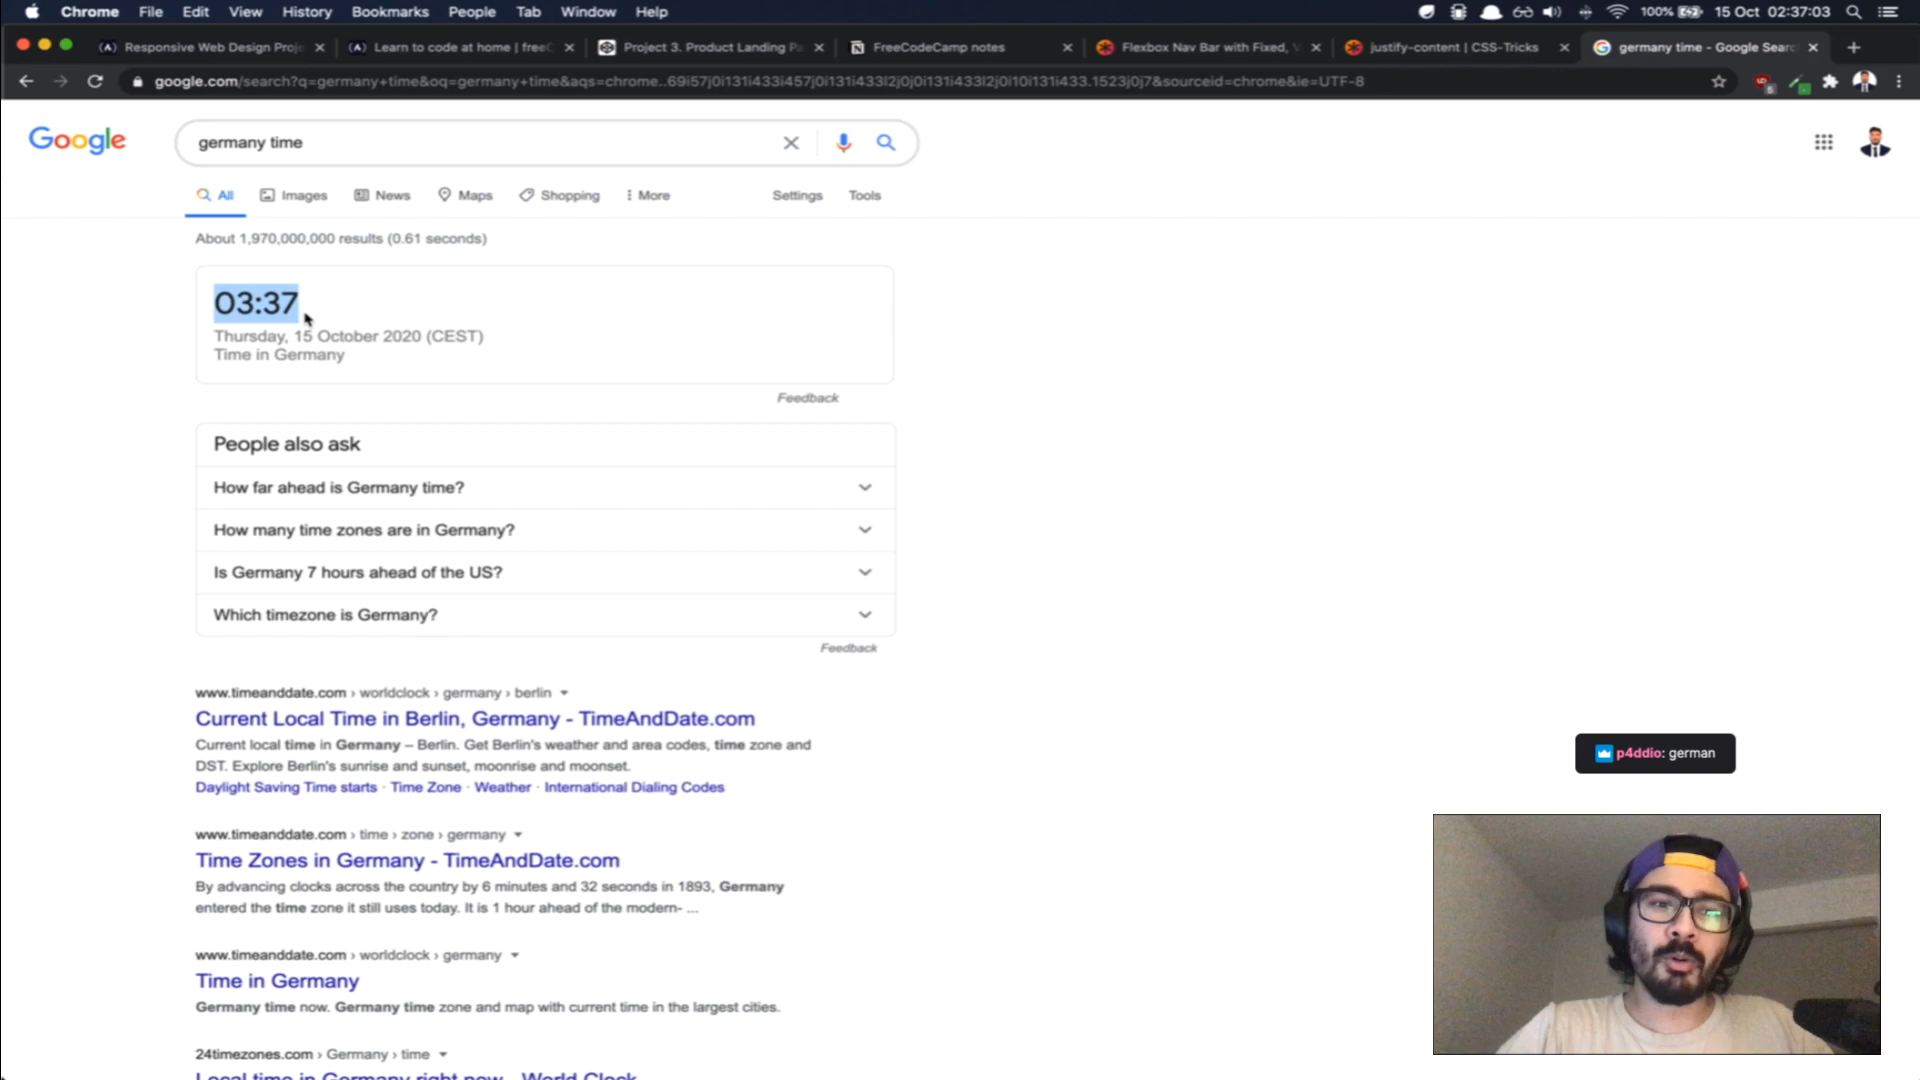 Chrome File Edit View History Bookmarks People Tab Window Help 100% 15 Oct 02:37:03
Responsive Web Design Proje Learn to code at home | freeC Project 3. Product Landing Pa FreeCodeCamp notes Flexbox Nav Bar with Fixed, V justify-content | CSS-Tricks germany time - Google Search
google.com/search?q=germany+time&oq=germany+time&aqs=chrome..69i57j0i131i433i457j0i131i433l2j0j0i131i433l2j0i10i131i433.1523j0j7&sourceid=chrome&ie=UTF-8
Google
germany time
All Images News Maps Shopping More Settings Tools
About 1,970,000,000 results (0.61 seconds)
03:37
Thursday, 15 October 2020 (CEST)
Time in Germany
Feedback
People also ask
How far ahead is Germany time?
How many time zones are in Germany?
Is Germany 7 hours ahead of the US?
Which timezone is Germany?
Feedback
www.timeanddate.com › worldclock › germany › berlin
Current Local Time in Berlin, Germany - TimeAndDate.com
Current local time in Germany – Berlin. Get Berlin's weather and area codes, time zone and
DST. Explore Berlin's sunrise and sunset, moonrise and moonset.
Daylight Saving Time starts · Time Zone · Weather · International Dialing Codes
p4ddio: german
www.timeanddate.com › time › zone › germany
Time Zones in Germany - TimeAndDate.com
By advancing clocks across the country by 6 minutes and 32 seconds in 1893, Germany
entered the time zone it still uses today. It is 1 hour ahead of the modern- ...
www.timeanddate.com › worldclock › germany
Time in Germany
Germany time now. Germany time zone and map with current time in the largest cities.
24timezones.com › Germany › time
Local time in Germany right now - World Clock